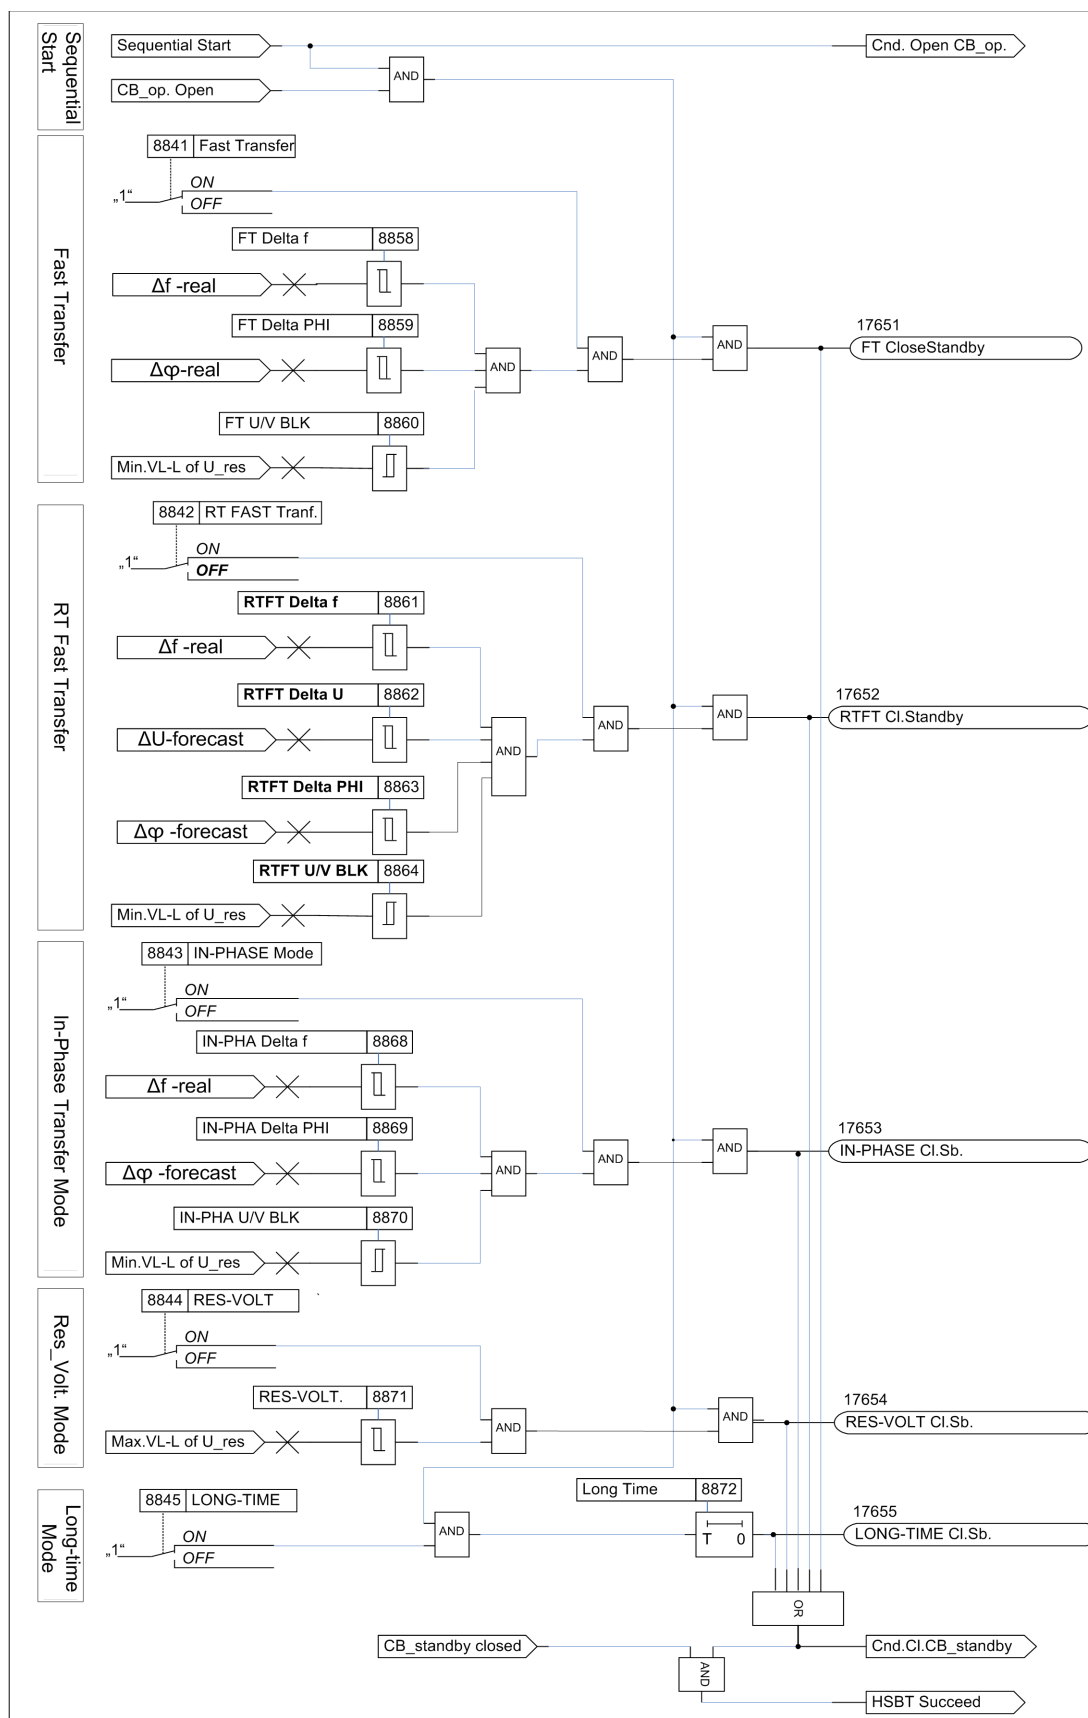 Sequential
Start
Sequential Start
Cnd. Open CB_op.
AND
CB_op. Open
Fast Transfer
8841 Fast Transfer
ON
„1“
OFF
FT Delta f 8858
Δf -real
FT Delta PHI 8859
Δφ-real
AND
AND
AND
17651
FT CloseStandby
FT U/V BLK 8860
Min.VL-L of U_res
RT Fast Transfer
8842 RT FAST Tranf.
ON
„1“
OFF
RTFT Delta f 8861
Δf -real
RTFT Delta U 8862
ΔU-forecast
AND
AND
AND
17652
RTFT Cl.Standby
RTFT Delta PHI 8863
Δφ -forecast
RTFT U/V BLK 8864
Min.VL-L of U_res
In-Phase Transfer Mode
8843 IN-PHASE Mode
ON
„1“
OFF
IN-PHA Delta f 8868
Δf -real
IN-PHA Delta PHI 8869
Δφ -forecast
AND
AND
AND
17653
IN-PHASE Cl.Sb.
IN-PHA U/V BLK 8870
Min.VL-L of U_res
Res_Volt. Mode
8844 RES-VOLT
ON
„1“
OFF
RES-VOLT. 8871
Max.VL-L of U_res
AND
AND
17654
RES-VOLT Cl.Sb.
Long-time
Mode
8845 LONG-TIME
ON
„1“
OFF
AND
Long Time 8872
T 0
17655
LONG-TIME Cl.Sb.
OR
CB_standby closed
Cnd.Cl.CB_standby
AND
HSBT Succeed